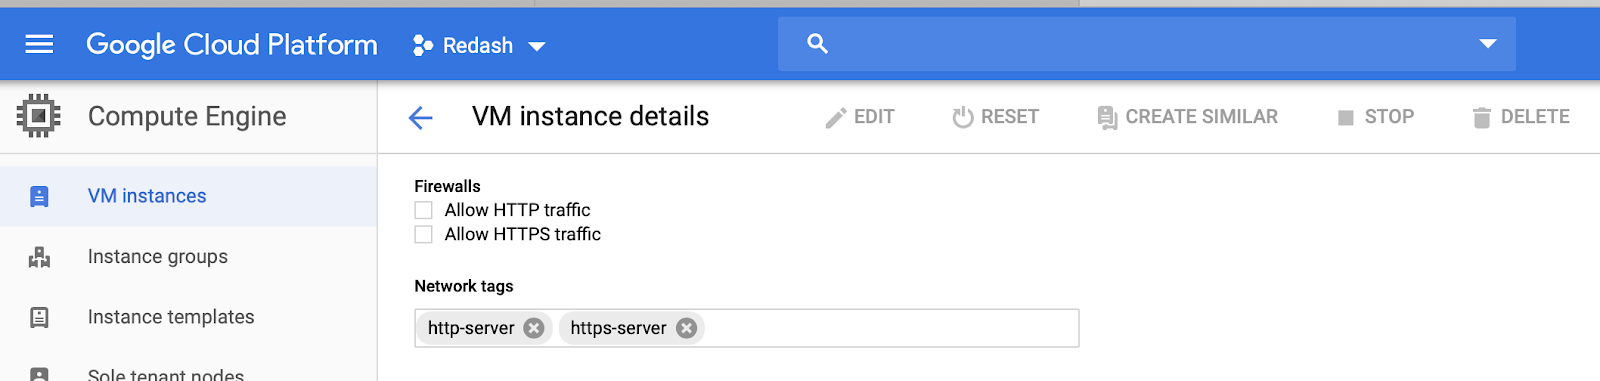 Google Cloud Platform
Redash
Compute Engine
VM instance details
EDIT
RESET
CREATE SIMILAR
STOP
DELETE
VM instances
Instance groups
Instance templates
Sole tenant nodes
Firewalls
Allow HTTP traffic
Allow HTTPS traffic
Network tags
http-server
https-server